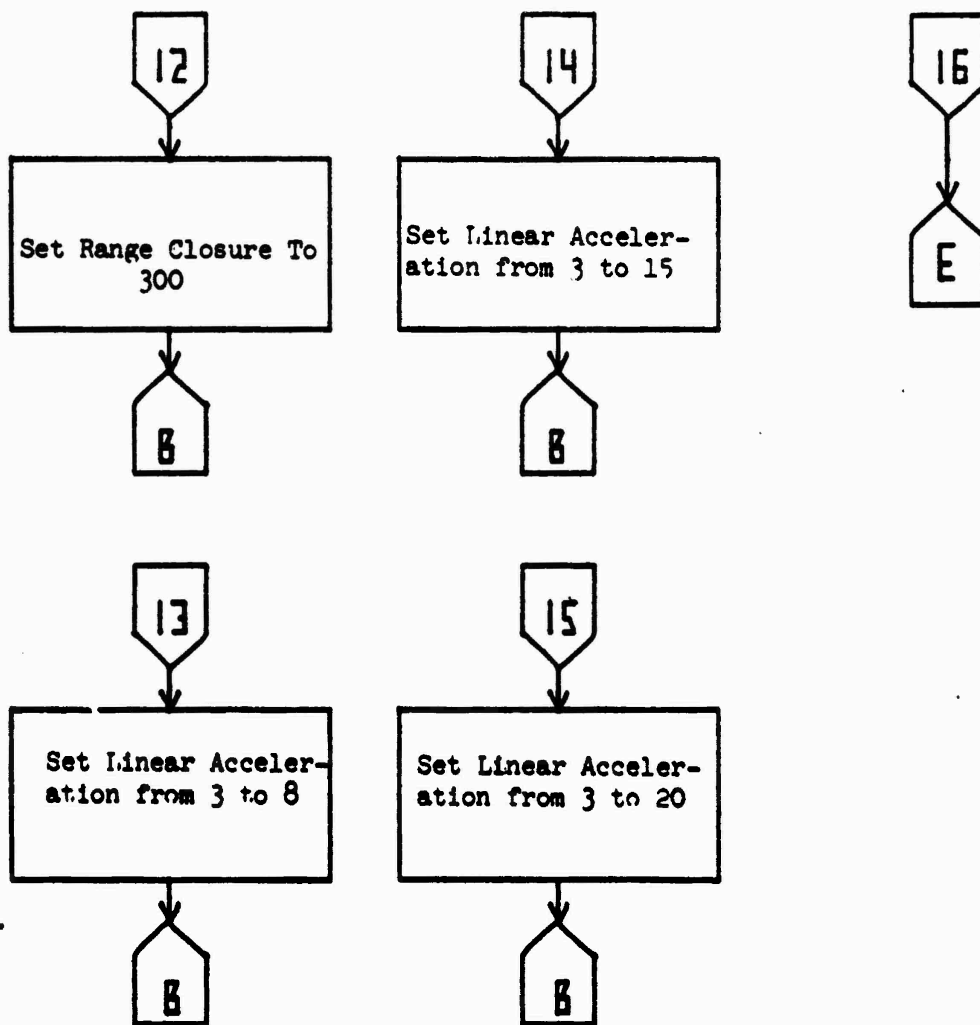 12
Set Range Closure To
300
B
14
Set Linear Acceler-
ation from 3 to 15
B
16
E
13
Set Linear Acceler-
ation from 3 to 8
B
15
Set Linear Acceler-
ation from 3 to 20
B